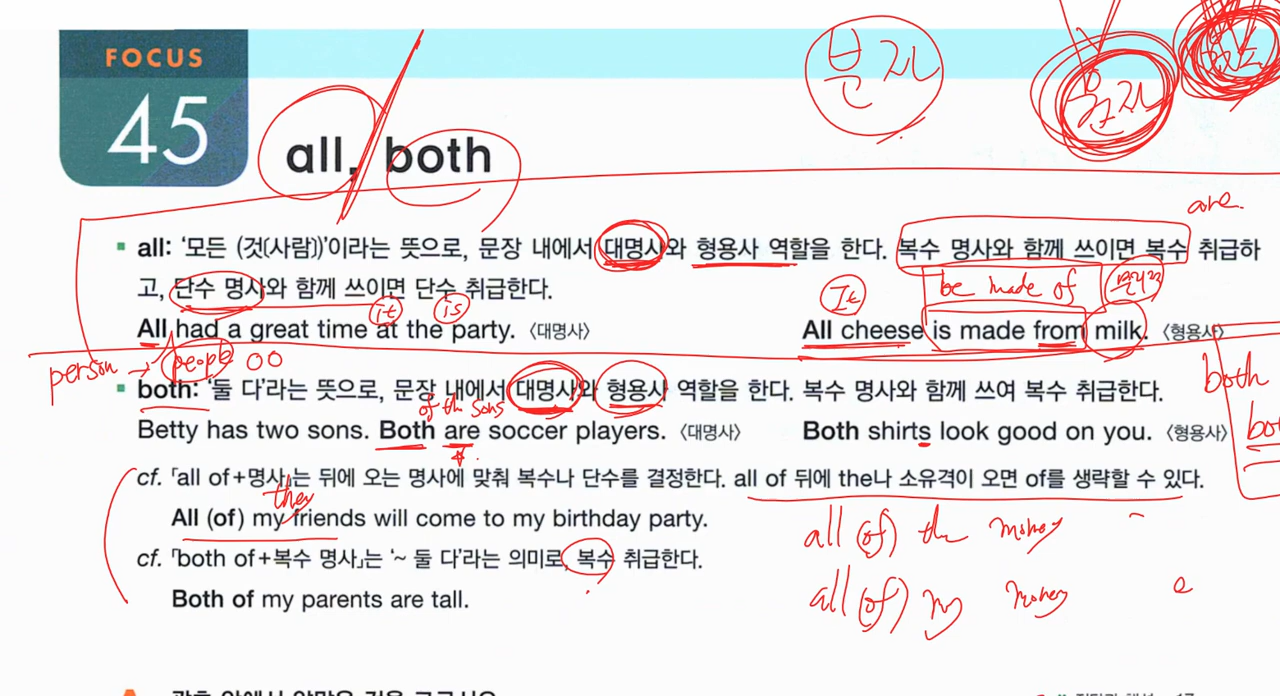 FOCUS
45
all, both
분자
원자
are
■ all: ‘모든 (것[사람])’이라는 뜻으로, 문장 내에서 대명사와 형용사 역할을 한다. 복수 명사와 함께 쓰이면 복수 취급하
고, 단수 명사와 함께 쓰이면 단수 취급한다.
it is
It
be made of
All had a great time at the party. 〈대명사〉
All cheese is made from milk. 〈형용사〉
person → people
■ both: ‘둘 다’라는 뜻으로, 문장 내에서 대명사와 형용사 역할을 한다. 복수 명사와 함께 쓰여 복수 취급한다.
both
of the sons
Betty has two sons. Both are soccer players. 〈대명사〉
Both shirts look good on you. 〈형용사〉
cf. 「all of+명사」는 뒤에 오는 명사에 맞춰 복수나 단수를 결정한다. all of 뒤에 the나 소유격이 오면 of를 생략할 수 있다.
they
All (of) my friends will come to my birthday party.
all (of) the money
cf. 「both of+복수 명사」는 ‘~ 둘 다’라는 의미로, 복수 취급한다.
all (of) my money
Both of my parents are tall.